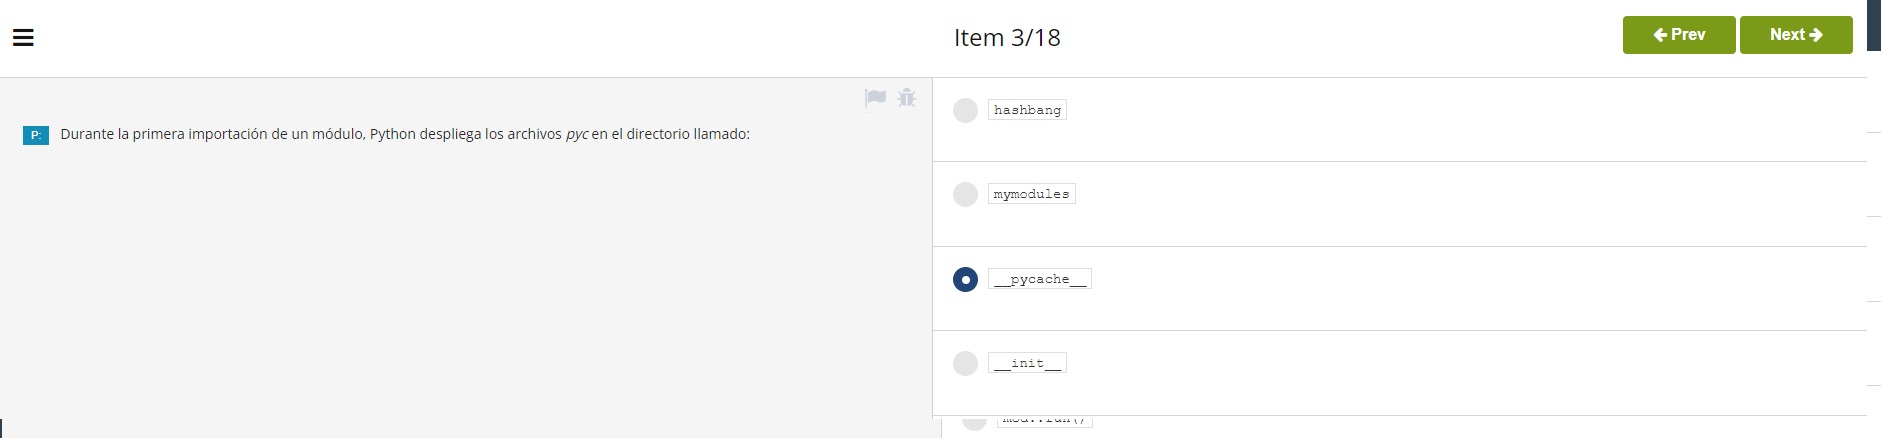 Item 3/18
Prev
Next
P: Durante la primera importación de un módulo, Python despliega los archivos pyc en el directorio llamado:
hashbang
mymodules
__pycache__
__init__